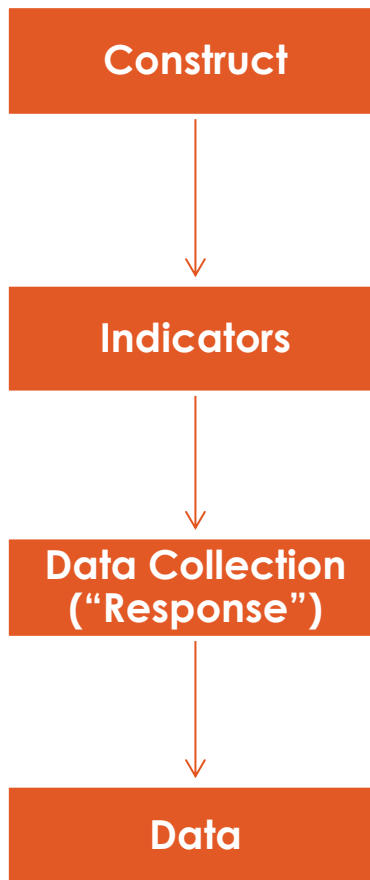 Construct
Indicators
Data Collection
(“Response”)
Data